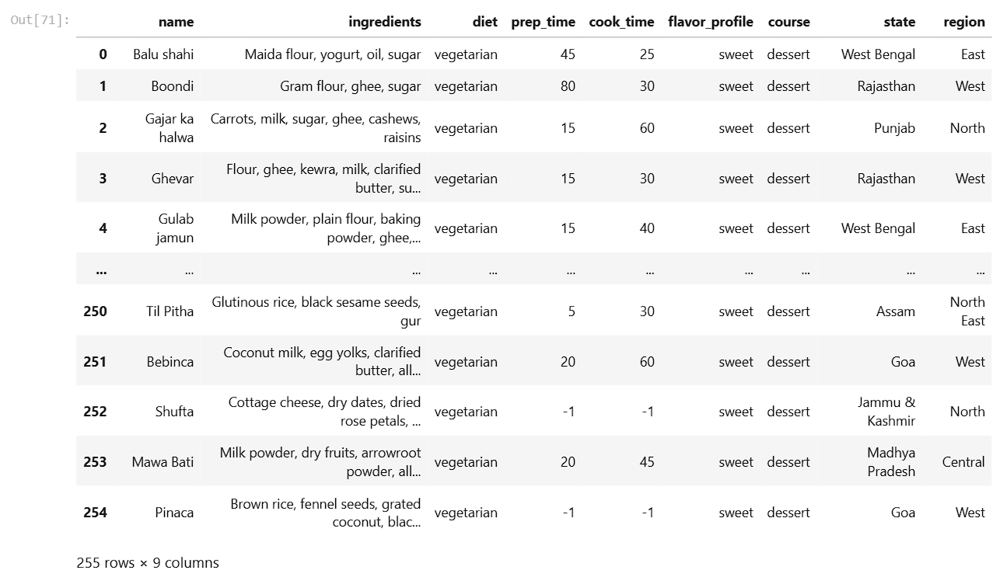 Out[71]:
name ingredients diet prep_time cook_time flavor_profile course state region
0 Balu shahi Maida flour, yogurt, oil, sugar vegetarian 45 25 sweet dessert West Bengal East
1 Boondi Gram flour, ghee, sugar vegetarian 80 30 sweet dessert Rajasthan West
2 Gajar ka halwa Carrots, milk, sugar, ghee, cashews, raisins vegetarian 15 60 sweet dessert Punjab North
3 Ghevar Flour, ghee, kewra, milk, clarified butter, su... vegetarian 15 30 sweet dessert Rajasthan West
4 Gulab jamun Milk powder, plain flour, baking powder, ghee,... vegetarian 15 40 sweet dessert West Bengal East
... ... ... ... ... ... ... ... ... ...
250 Til Pitha Glutinous rice, black sesame seeds, gur vegetarian 5 30 sweet dessert Assam North East
251 Bebinca Coconut milk, egg yolks, clarified butter, all... vegetarian 20 60 sweet dessert Goa West
252 Shufta Cottage cheese, dry dates, dried rose petals, ... vegetarian -1 -1 sweet dessert Jammu & Kashmir North
253 Mawa Bati Milk powder, dry fruits, arrowroot powder, all... vegetarian 20 45 sweet dessert Madhya Pradesh Central
254 Pinaca Brown rice, fennel seeds, grated coconut, blac... vegetarian -1 -1 sweet dessert Goa West
255 rows × 9 columns